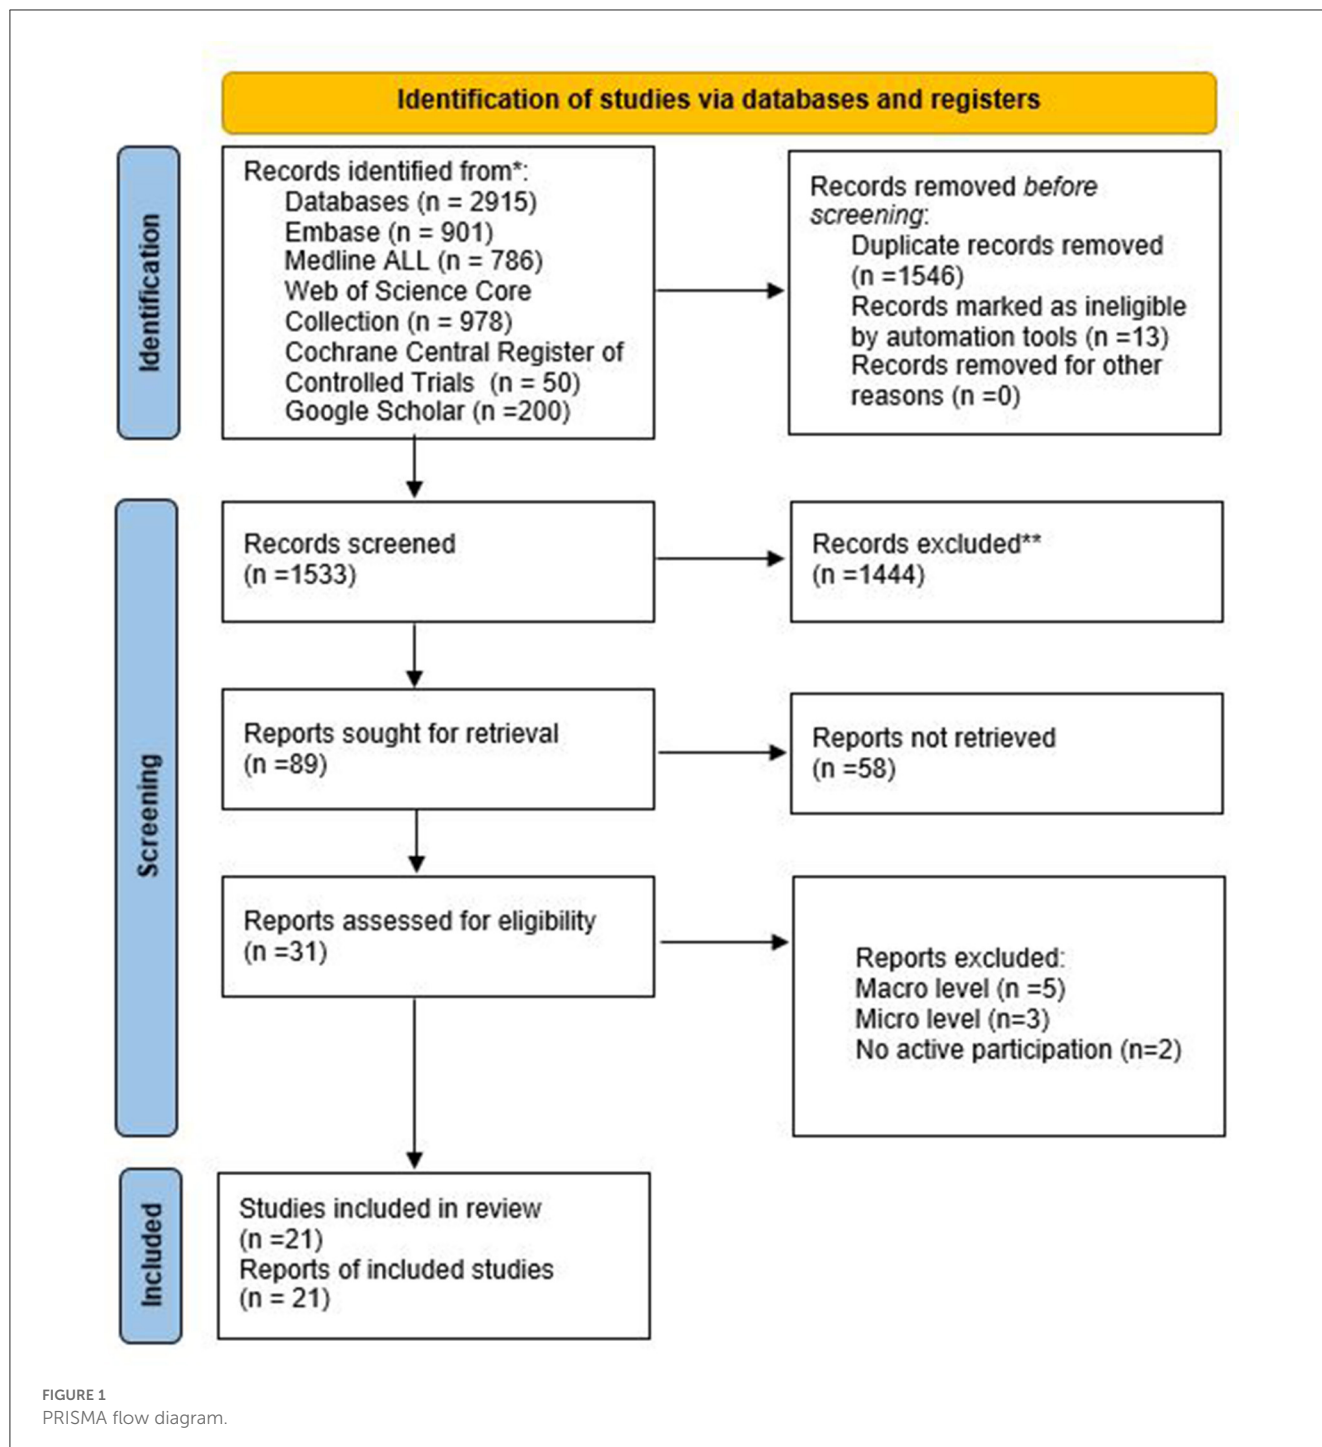 Identification of studies via databases and registers
Identification
Records identified from*:
Databases (n = 2915)
Embase (n = 901)
Medline ALL (n = 786)
Web of Science Core
Collection (n = 978)
Cochrane Central Register of
Controlled Trials (n = 50)
Google Scholar (n =200)
Records removed before
screening:
Duplicate records removed
(n =1546)
Records marked as ineligible
by automation tools (n =13)
Records removed for other
reasons (n =0)
Screening
Records screened
(n =1533)
Records excluded**
(n =1444)
Reports sought for retrieval
(n =89)
Reports not retrieved
(n =58)
Reports assessed for eligibility
(n =31)
Reports excluded:
Macro level (n =5)
Micro level (n=3)
No active participation (n=2)
Included
Studies included in review
(n =21)
Reports of included studies
(n = 21)
FIGURE 1
PRISMA flow diagram.